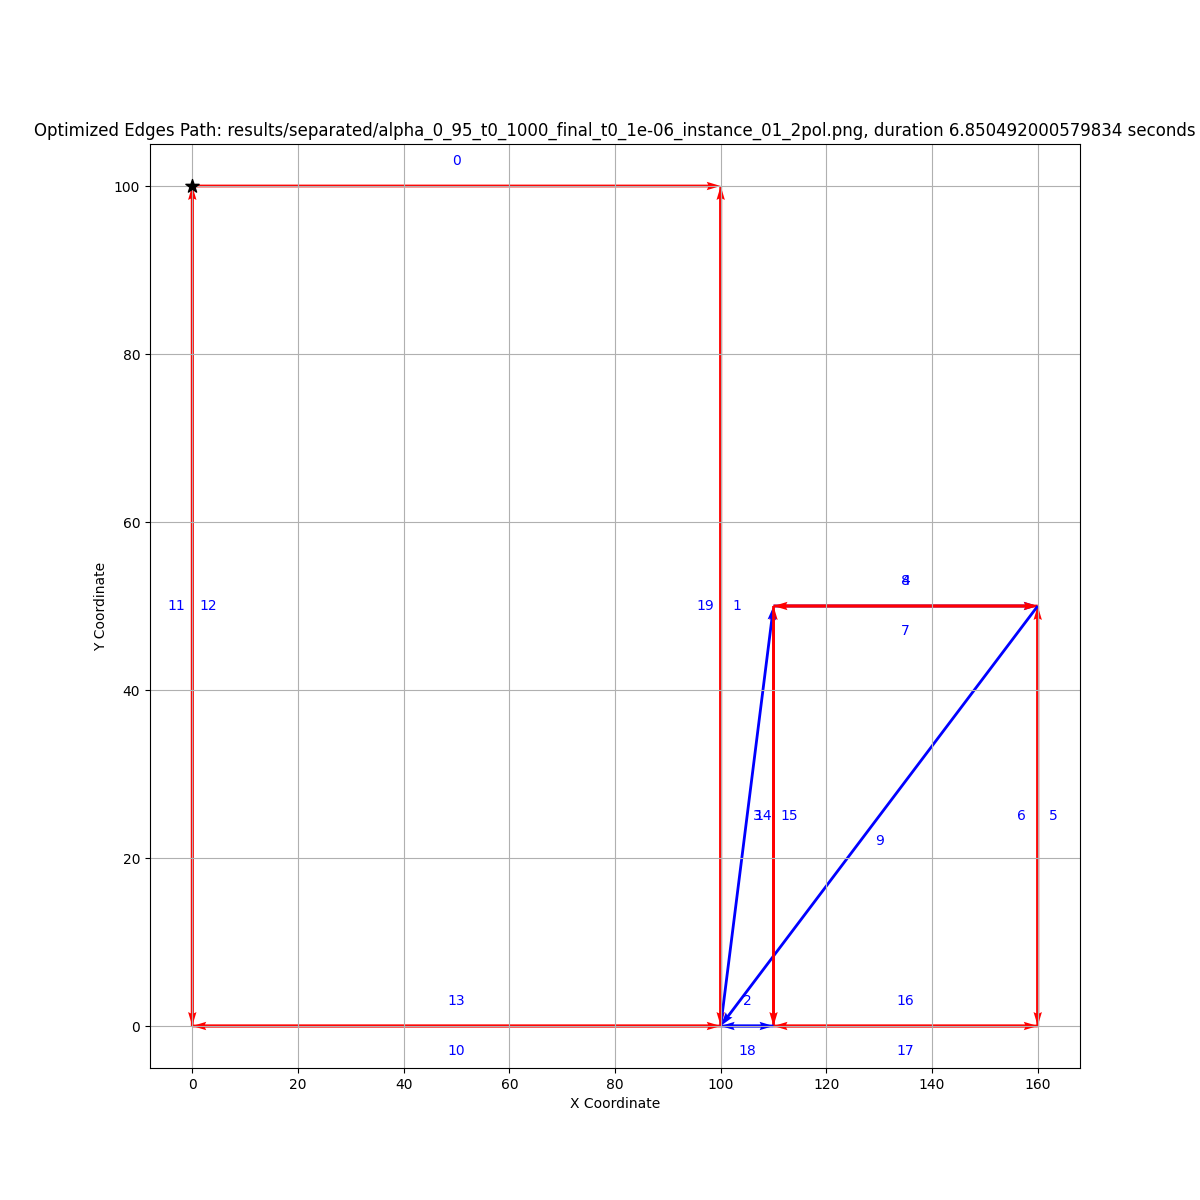 Optimized Edges Path: results/separated/alpha_0_95_t0_1000_final_t0_1e-06_instance_01_2pol.png, duration 6.850492000579834 seconds
0
100
80
8
4
60
11 12 19 1
7
Y Coordinate
40
3 14 15 6 5
9
20
13 2 16
0
10 18 17
0 20 40 60 80 100 120 140 160
X Coordinate